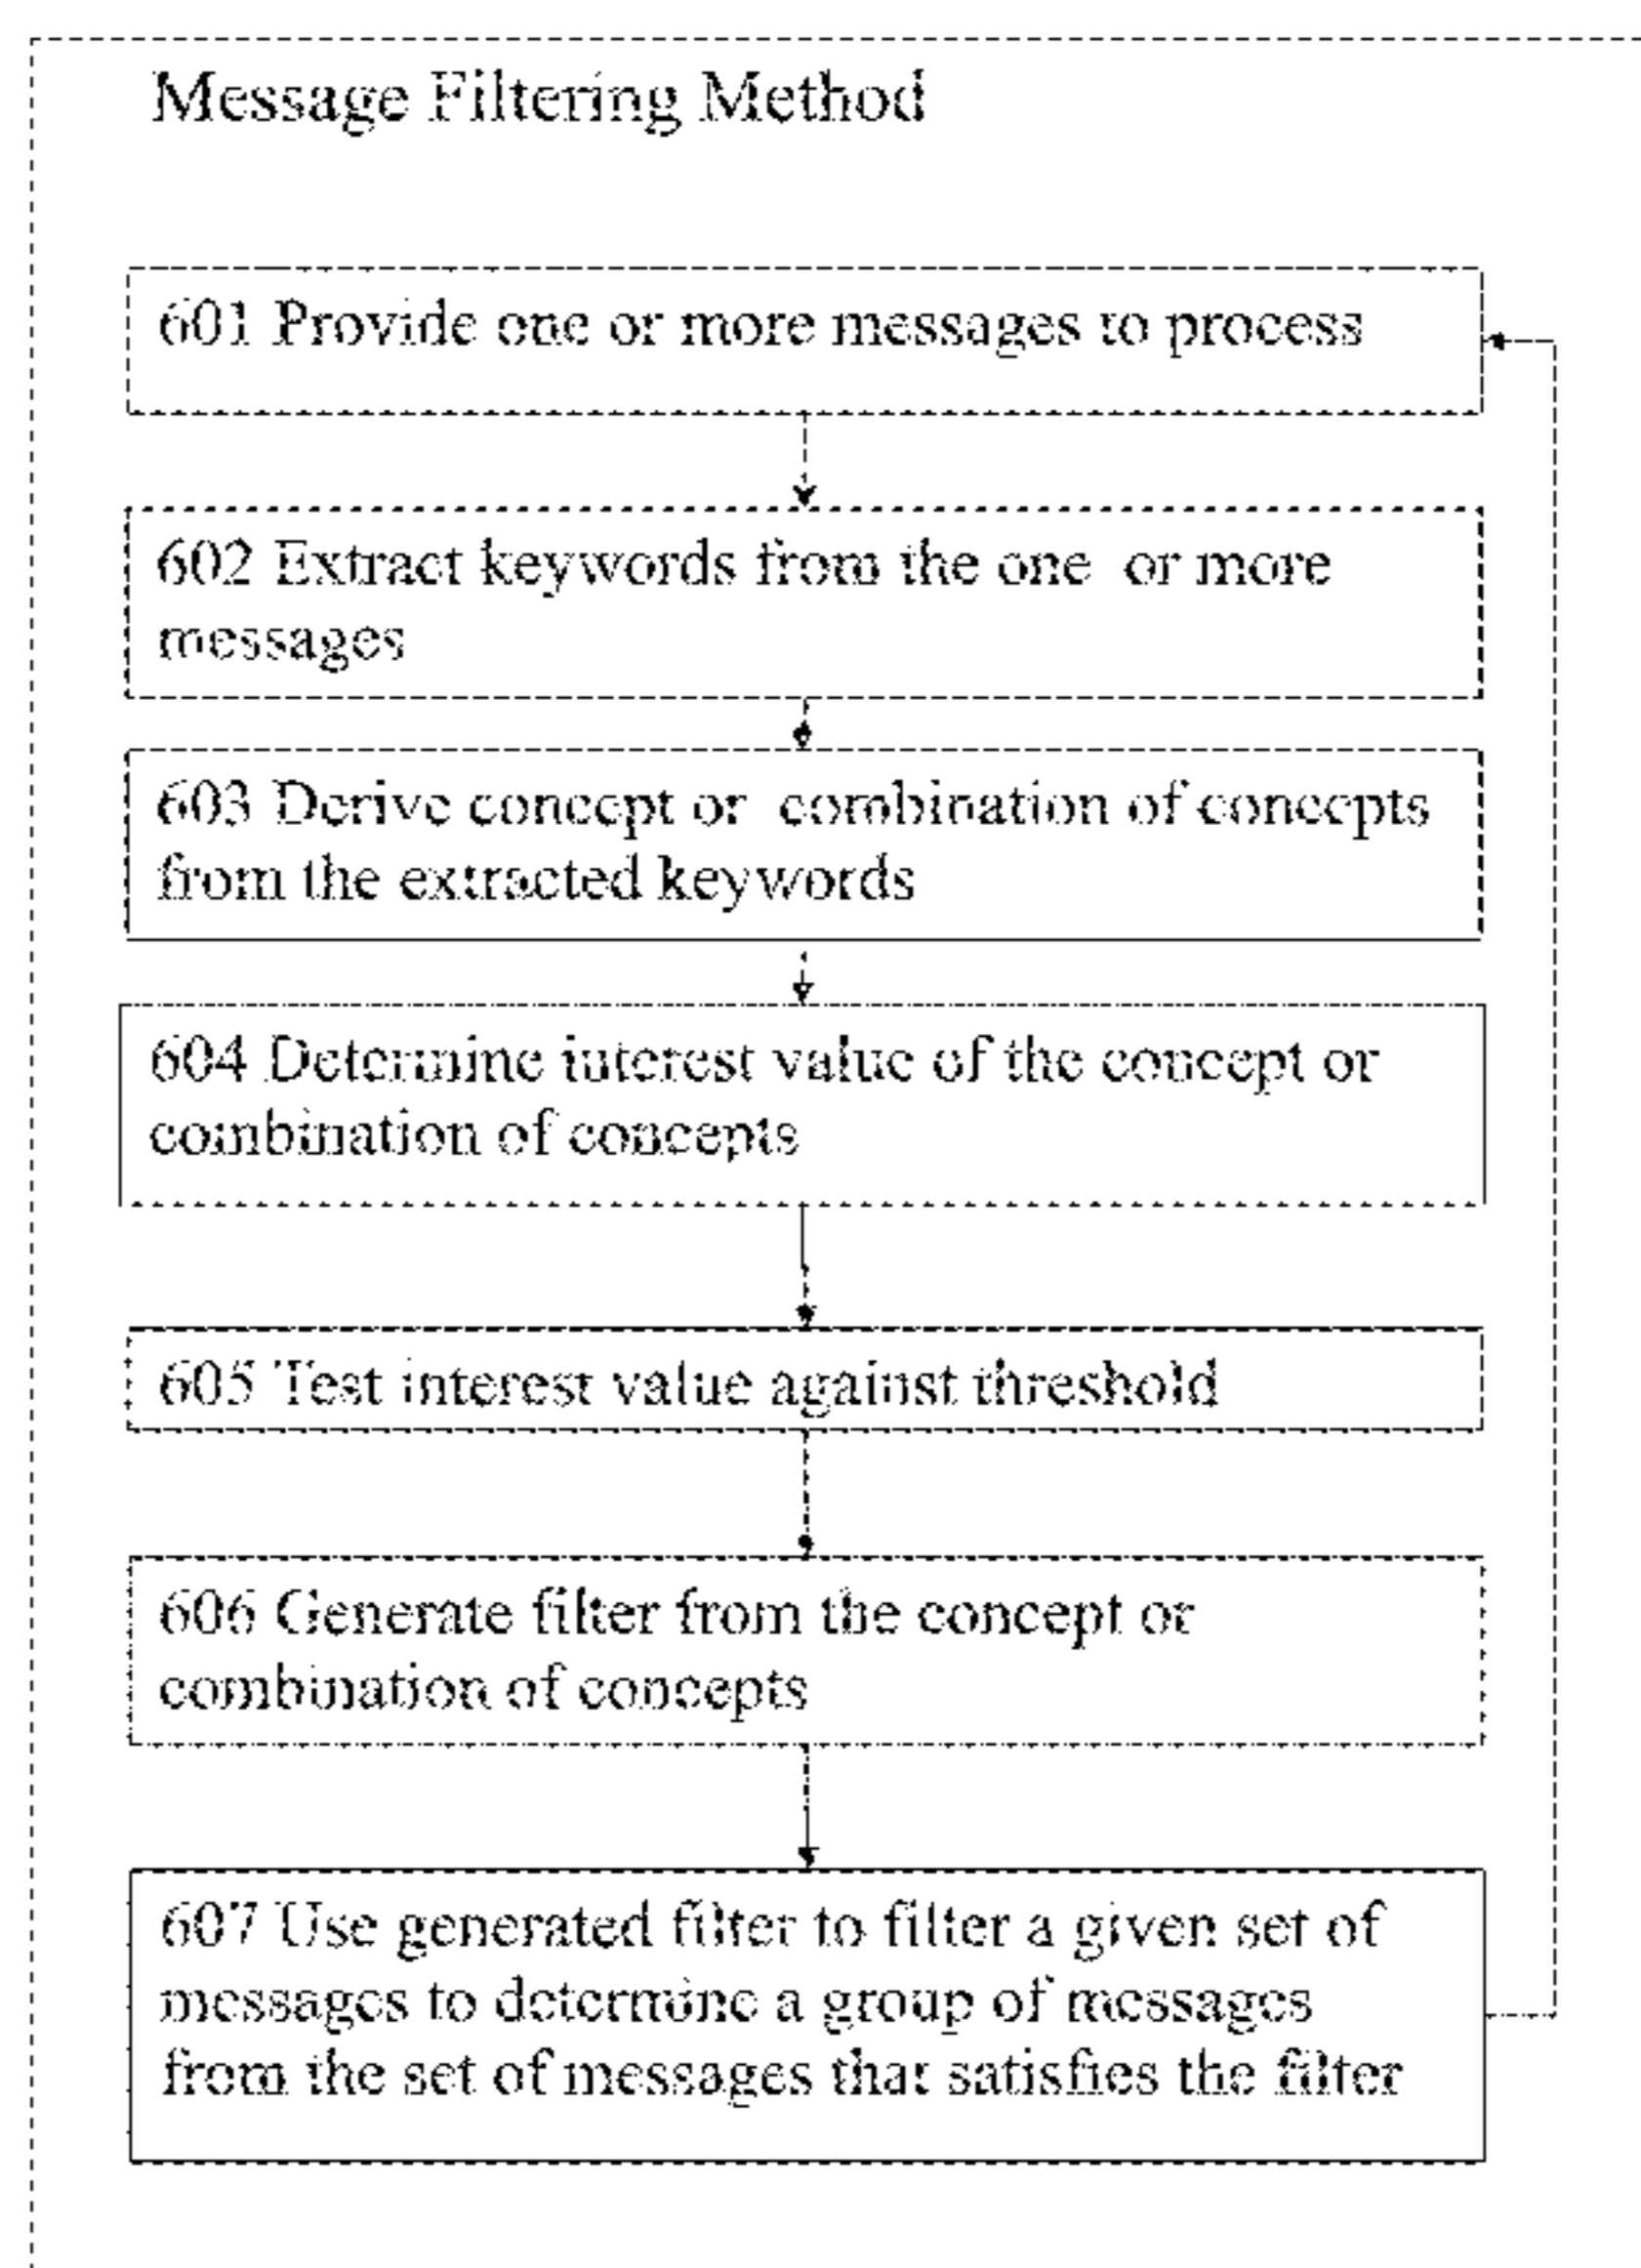 Message Filtering Method
601 Provide one or more messages to process
602 Extract keywords from the one or more
messages
603 Derive concept or combination of concepts
from the extracted keywords
604 Determine interest value of the concept or
combination of concepts
605 Test interest value against threshold
606 Generate filter from the concept or
combination of concepts
607 Use generated filter to filter a given set of
messages to determine a group of messages
from the set of messages that satisfies the filter